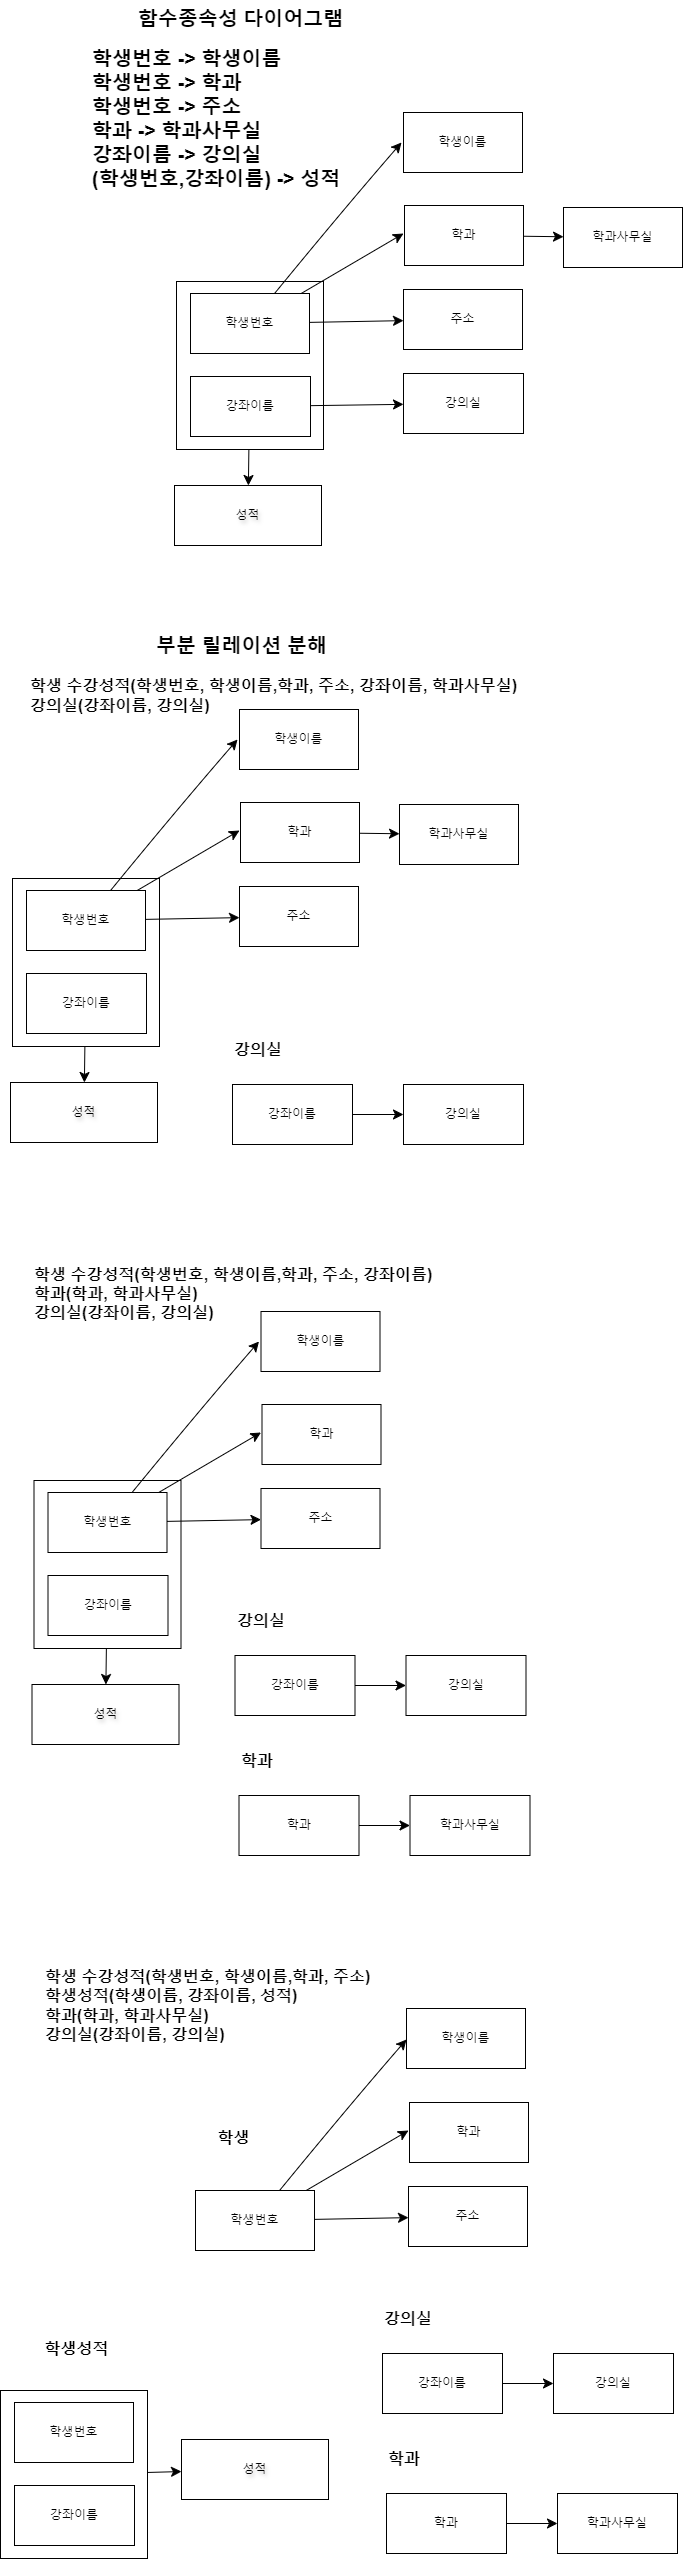 함수종속성 다이어그램
학생번호 -> 학생이름
학생번호 -> 학과
학생번호 -> 주소
학과 -> 학과사무실
강좌이름 -> 강의실
(학생번호,강좌이름) -> 성적
학생이름
학과
학과사무실
학생번호
주소
강좌이름
강의실
성적
부분 릴레이션 분해
학생 수강성적(학생번호, 학생이름,학과, 주소, 강좌이름, 학과사무실)
강의실(강좌이름, 강의실)
학생이름
학과
학과사무실
학생번호
주소
강좌이름
강의실
성적
강좌이름
강의실
학생 수강성적(학생번호, 학생이름,학과, 주소, 강좌이름)
학과(학과, 학과사무실)
강의실(강좌이름, 강의실)
학생이름
학과
학생번호
주소
강좌이름
강의실
강좌이름
강의실
성적
학과
학과
학과사무실
학생 수강성적(학생번호, 학생이름,학과, 주소)
학생성적(학생이름, 강좌이름, 성적)
학과(학과, 학과사무실)
강의실(강좌이름, 강의실)
학생이름
학생
학과
학생번호
주소
강의실
학생성적
강좌이름
강의실
학생번호
성적
학과
강좌이름
학과
학과사무실